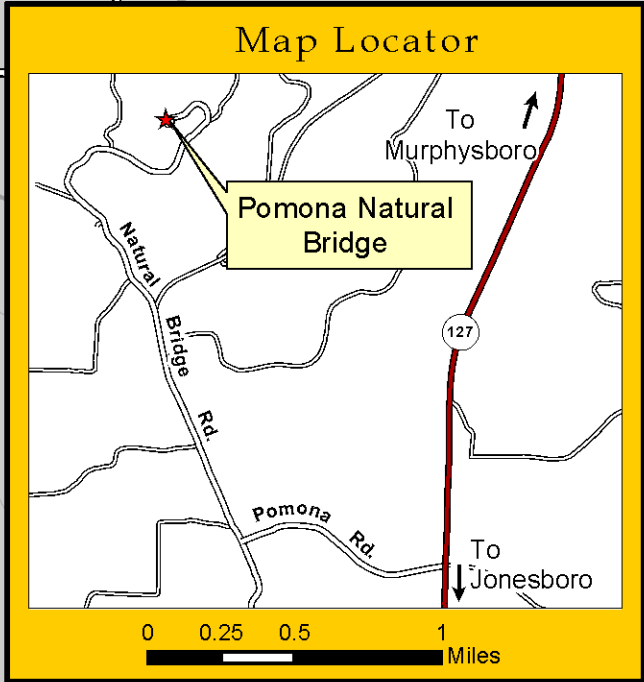 Map Locator
To
Murphysboro
Pomona Natural
Bridge
Natural
Bridge
Rd.
127
Pomona
Rd.
To
Jonesboro
0 0.25 0.5 1
Miles